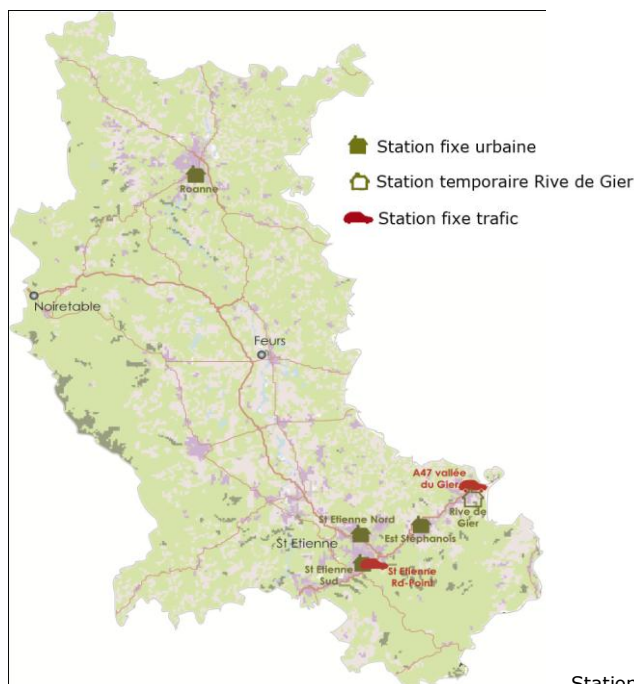 Station fixe urbaine
Station temporaire Rive de Gier
Station fixe trafic
Roanne
Noiretable
Feurs
A47 vallée
du Gier
Rive de
Gier
St Etienne Nord
Est Stéphanois
St Etienne
St Etienne
Sud
St Etienne
Rd-Point
Station